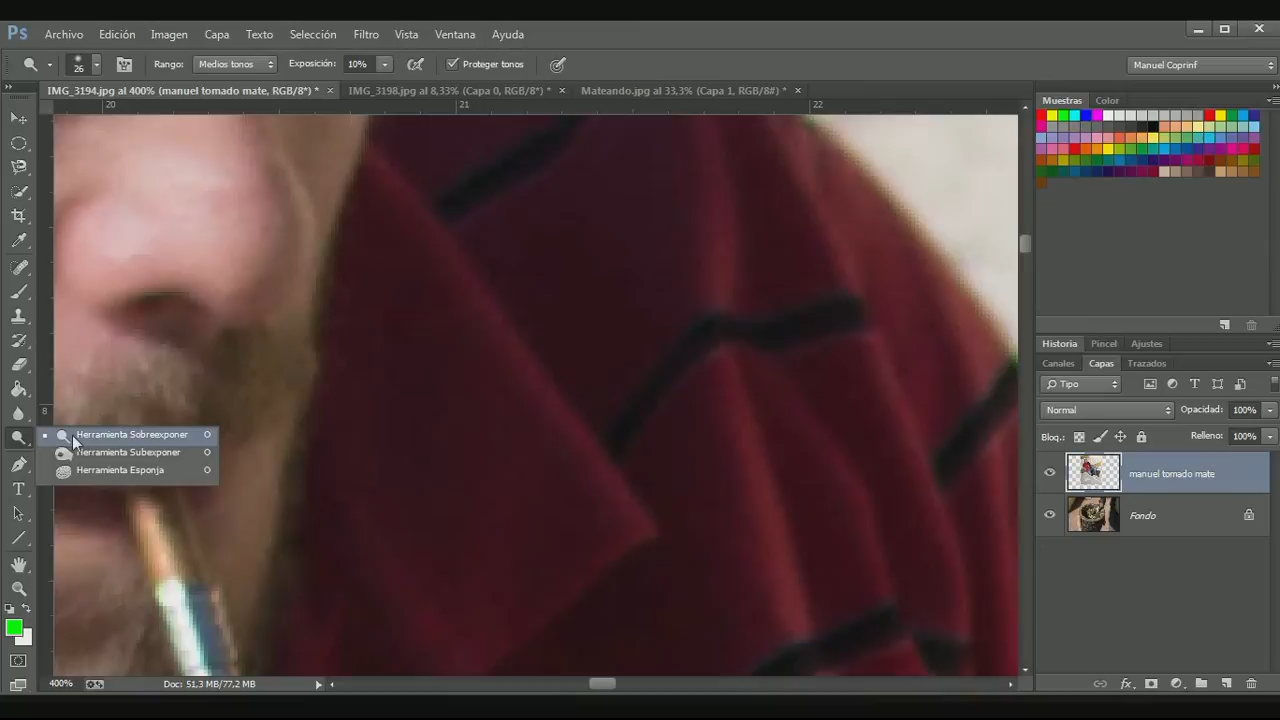 Ps Archivo Edición Imagen Capa Texto Selección Filtro Vista Ventana Ayuda
26 Rango: Medios tonos Exposición: 10% Proteger tonos Manuel Coprinf
IMG_3194.jpg al 400% (manuel tomado mate, RGB/8*) * × IMG_3198.jpg al 8,33% (Capa 0, RGB/8*) * × Mateando.jpg al 33,3% (Capa 1, RGB/8#) * ×
20 21 22
Muestras Color
Historia Pincel Ajustes
Canales Capas Trazados
Tipo
8
Normal Opacidad: 100%
Bloq.: Relleno: 100%
Herramienta Sobreexponer O
Herramienta Subexponer O
Herramienta Esponja O
manuel tomado mate
Fondo
400% Doc: 51,3 MB/77,2 MB